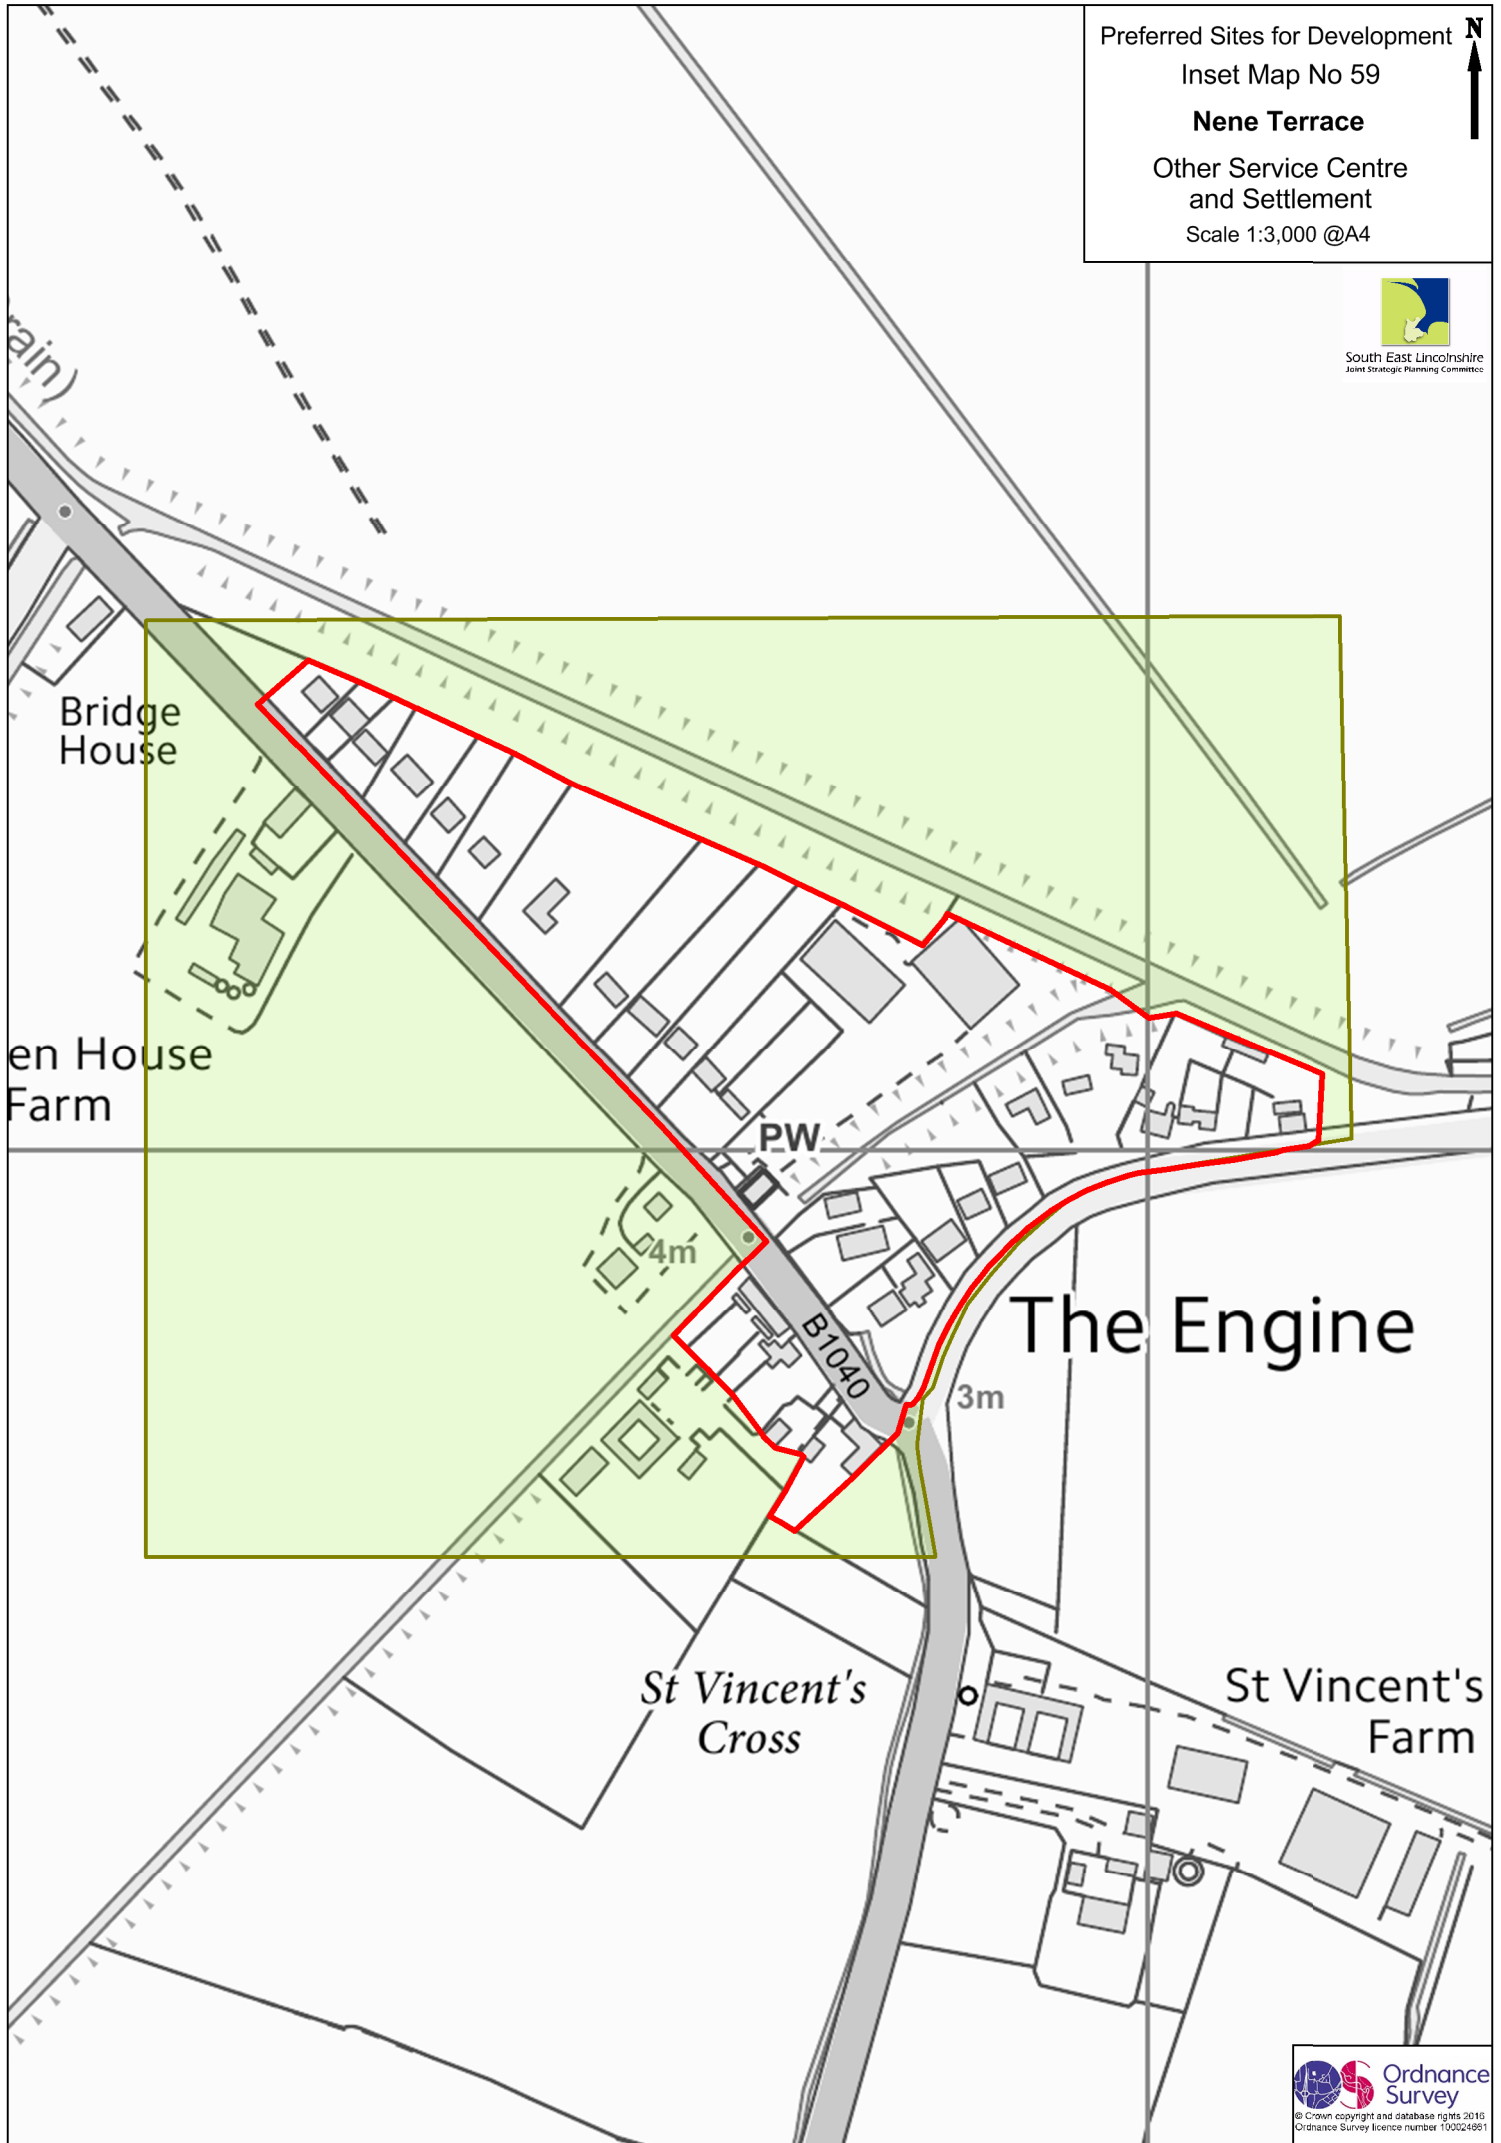 Preferred Sites for Development
N
Inset Map No 59
Nene Terrace
Other Service Centre
and Settlement
Scale 1:3,000 @A4
South East Lincolnshire
Joint Strategic Planning Committee
rain)
Bridge
House
en House
Farm
PW
4m
B1040
The Engine
3m
St Vincent's
Cross
St Vincent's
Farm
Ordnance
Survey
© Crown copyright and database rights 2016
Ordnance Survey licence number 100024661